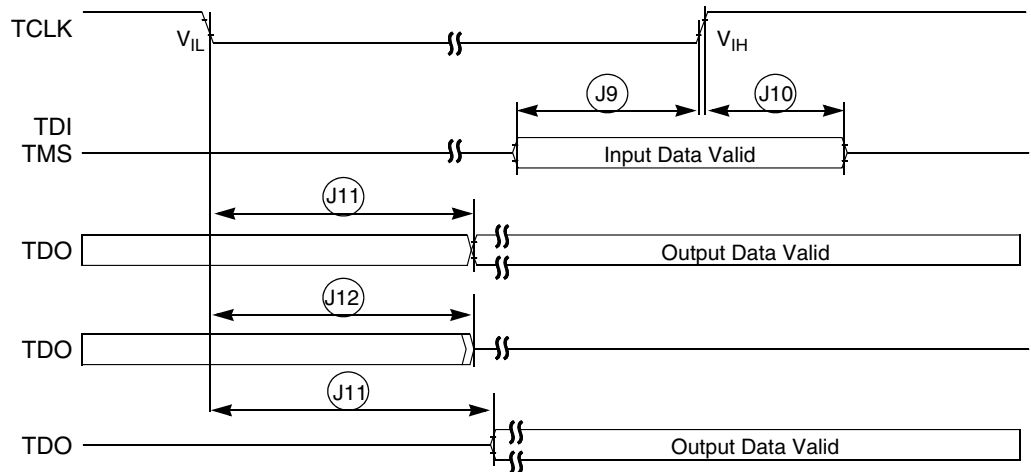 TCLK
V_IL
V_IH
J9
J10
TDI
TMS
Input Data Valid
J11
TDO
Output Data Valid
J12
TDO
J11
TDO
Output Data Valid